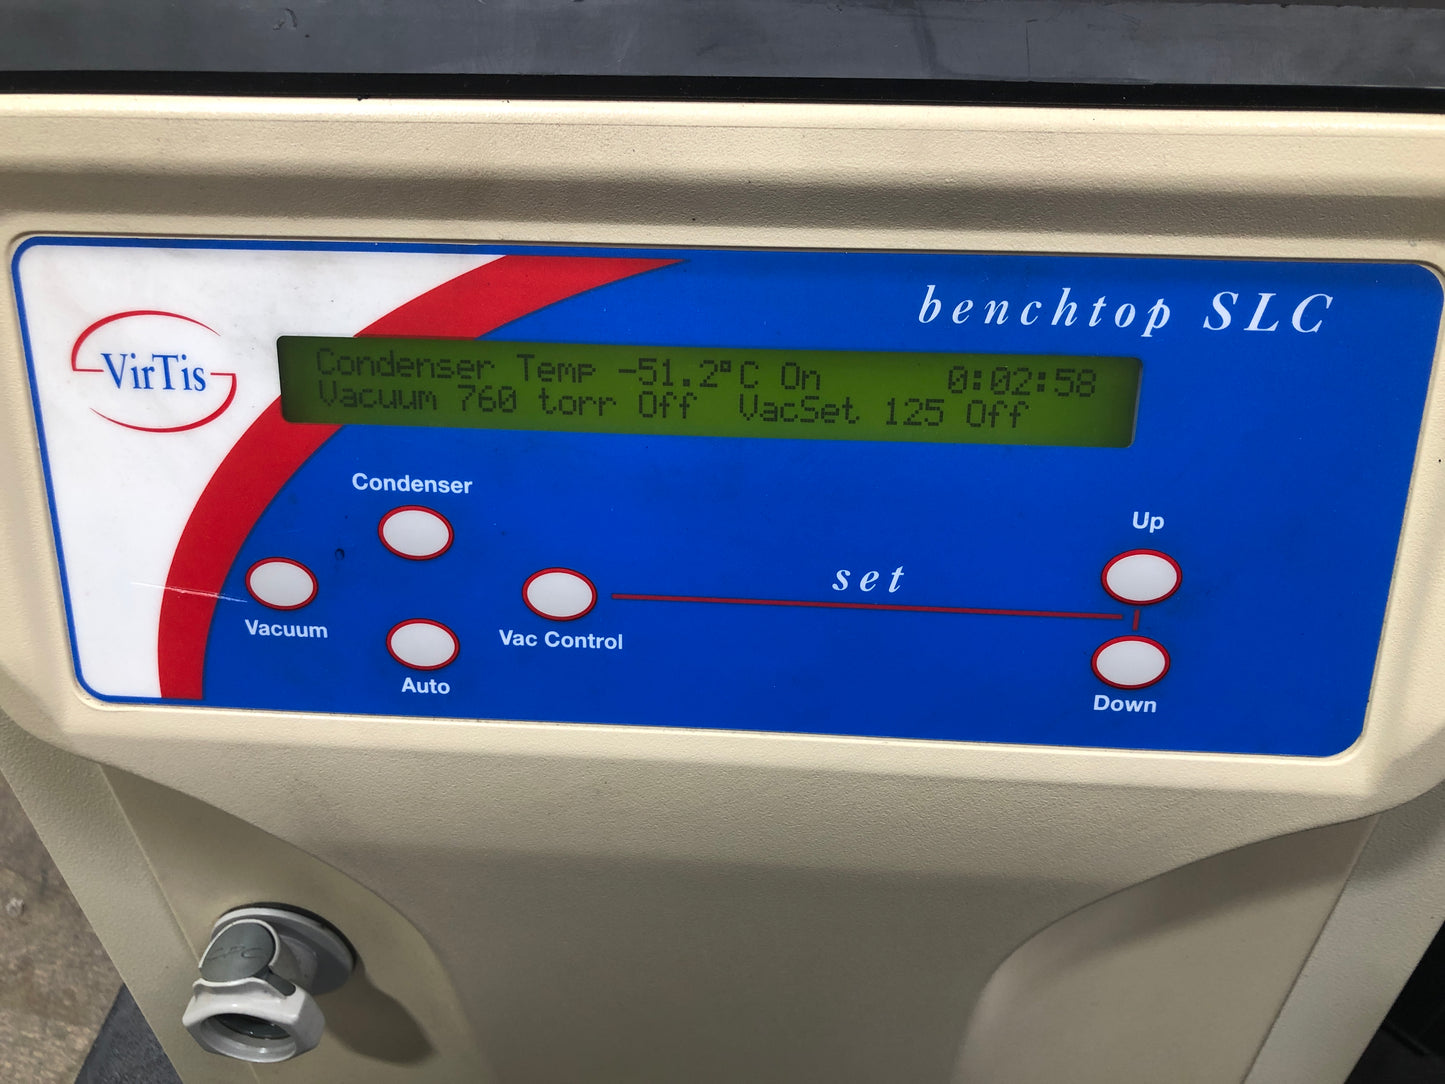 benchtop SLC
VirTis
Condenser Temp -51.2°C On 0:02:58
Vacuum 760 torr Off VacSet 125 Off
Condenser
Up
set
Vacuum
Vac Control
Auto
Down